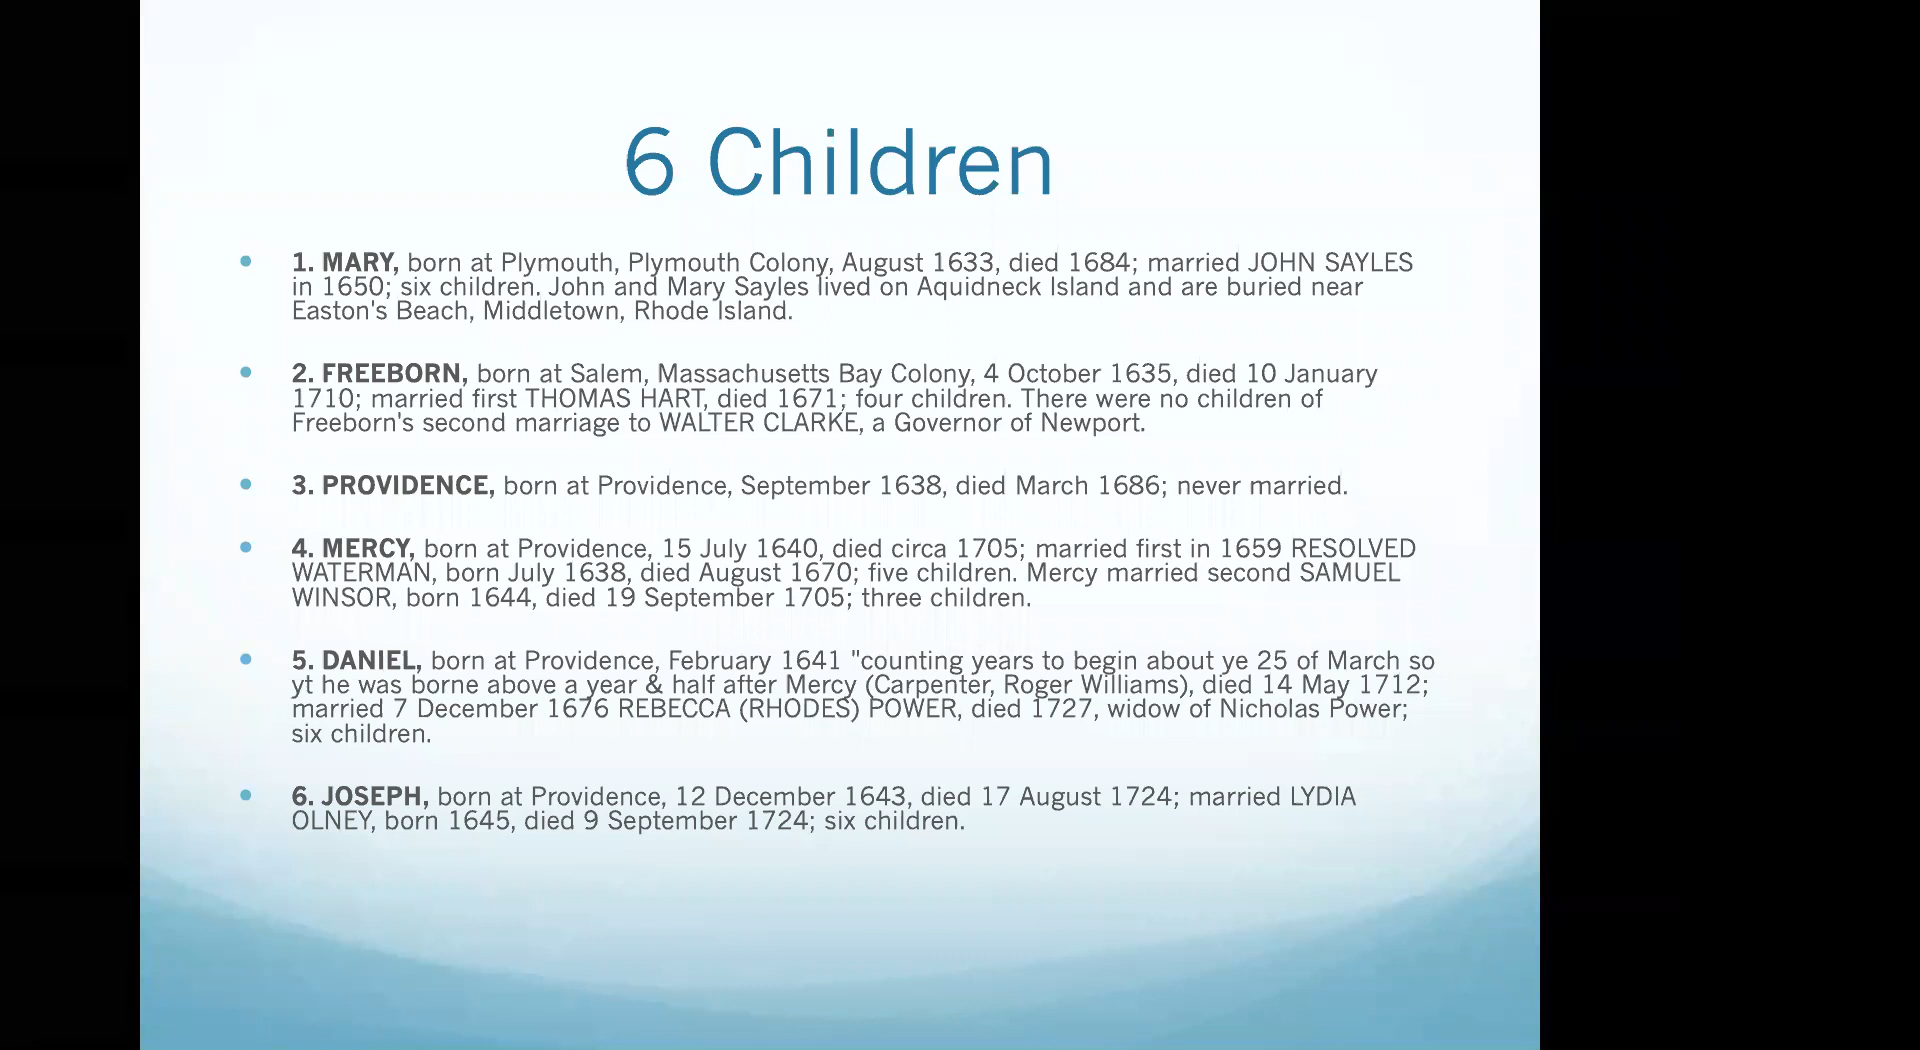 6 Children
• 1. MARY, born at Plymouth, Plymouth Colony, August 1633, died 1684; married JOHN SAYLES
in 1650; six children. John and Mary Sayles lived on Aquidneck Island and are buried near
Easton's Beach, Middletown, Rhode Island.
• 2. FREEBORN, born at Salem, Massachusetts Bay Colony, 4 October 1635, died 10 January
1710; married first THOMAS HART, died 1671; four children. There were no children of
Freeborn's second marriage to WALTER CLARKE, a Governor of Newport.
• 3. PROVIDENCE, born at Providence, September 1638, died March 1686; never married.
• 4. MERCY, born at Providence, 15 July 1640, died circa 1705; married first in 1659 RESOLVED
WATERMAN, born July 1638, died August 1670; five children. Mercy married second SAMUEL
WINSOR, born 1644, died 19 September 1705; three children.
• 5. DANIEL, born at Providence, February 1641 "counting years to begin about ye 25 of March so
yt he was borne above a year & half after Mercy (Carpenter, Roger Williams), died 14 May 1712;
married 7 December 1676 REBECCA (RHODES) POWER, died 1727, widow of Nicholas Power;
six children.
• 6. JOSEPH, born at Providence, 12 December 1643, died 17 August 1724; married LYDIA
OLNEY, born 1645, died 9 September 1724; six children.